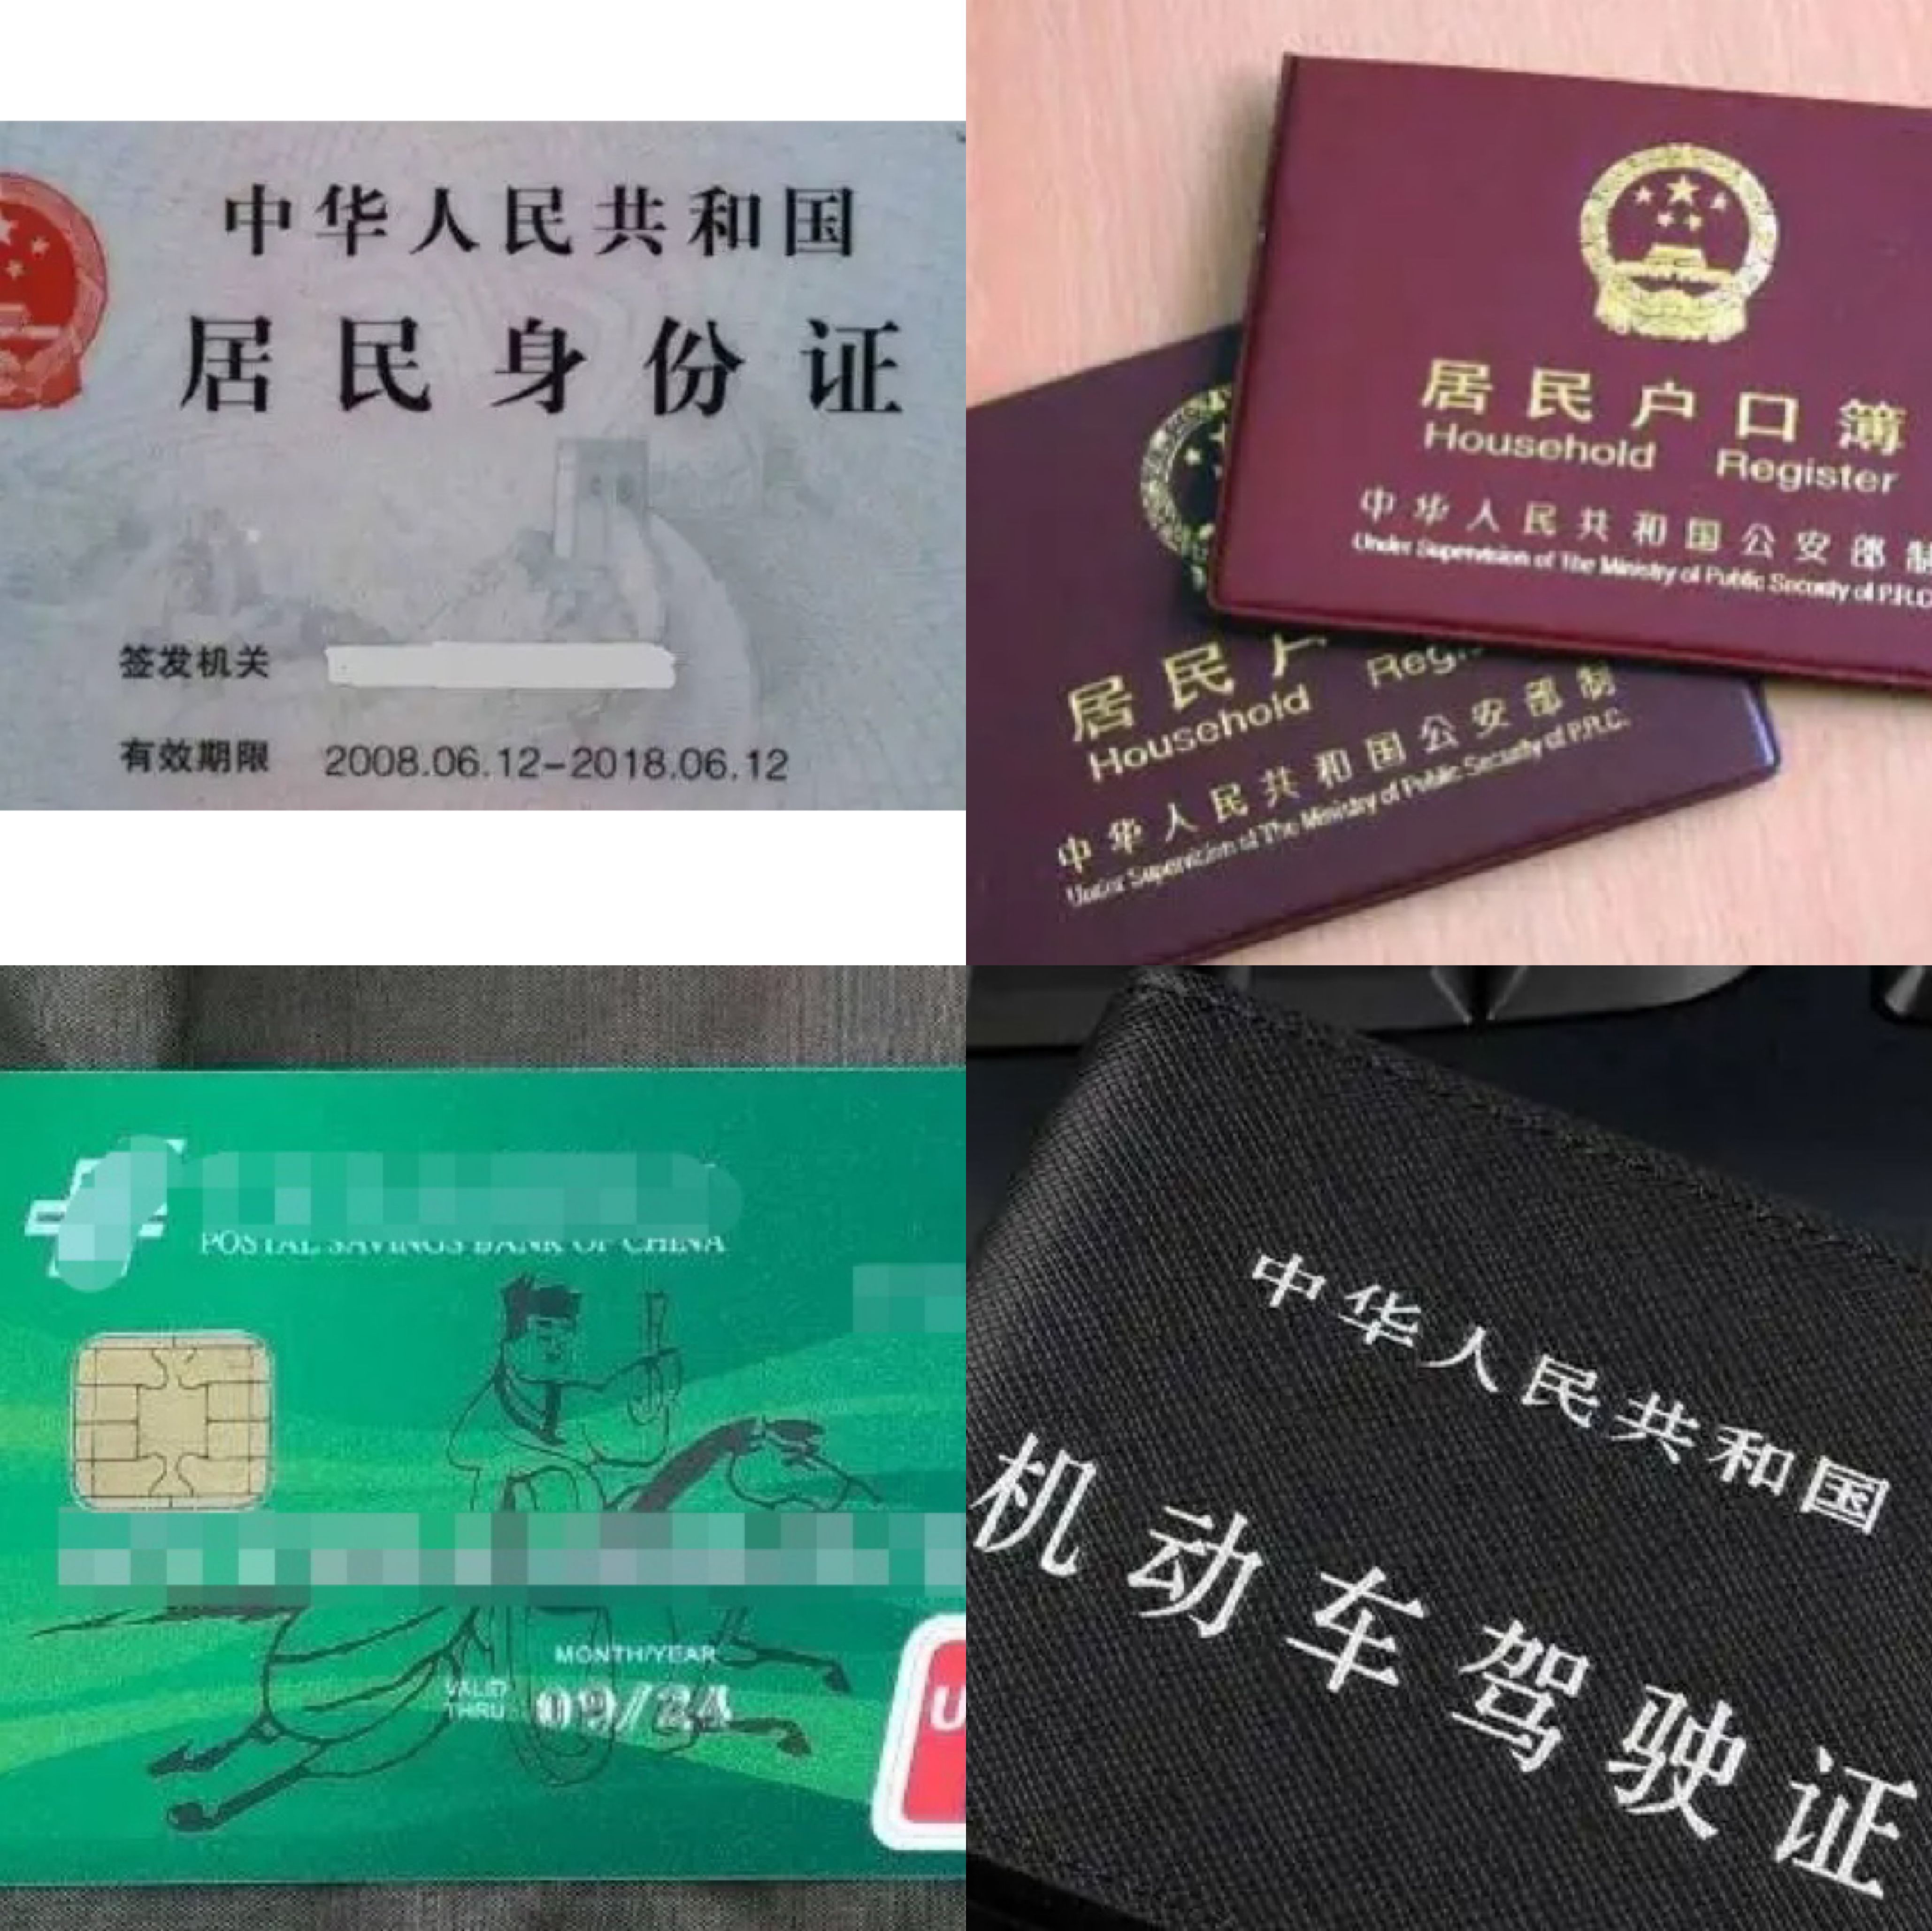 中华人民共和国
居民身份证
签发机关
有效期限 2008.06.12-2018.06.12
居民户口簿
Household Register
中华人民共和国公安部制
Under Supervision of The Ministry of Public Security of P.R.C
居民户
Household Reg
中华人民共和国公安部制
Under Supervision of The Ministry of Public Security of P.R.C.
POSTAL SAVINGS BANK OF CHINA
MONTH/YEAR
VALID THRU 09/24
U
中华人民共和国
机动车驾驶证